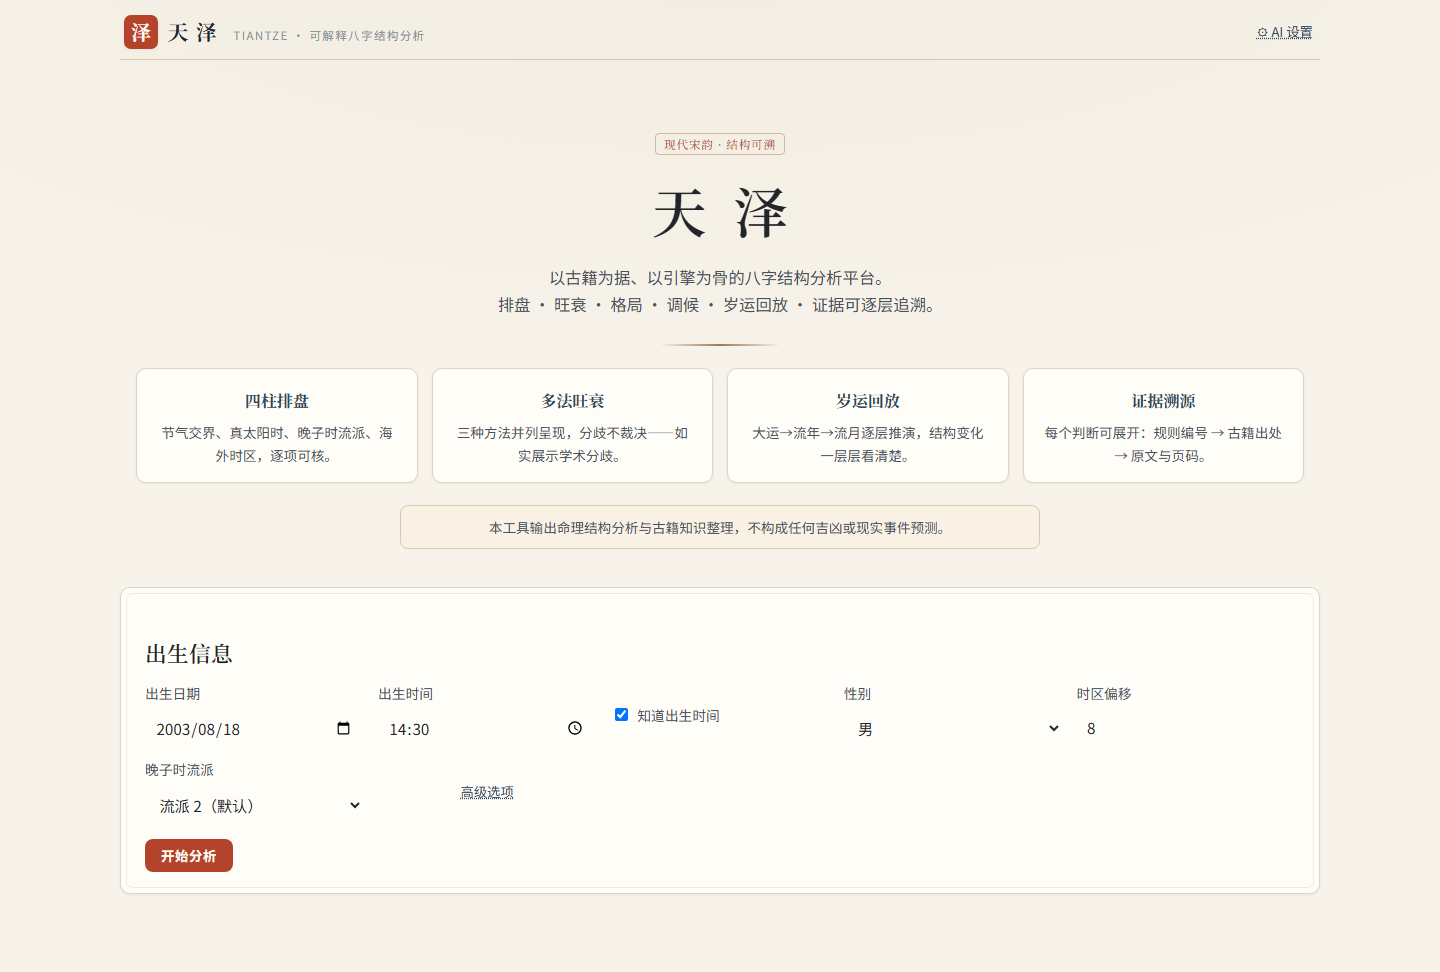 泽 天泽 TIANTZE • 可解释八字结构分析
⚙ AI 设置
现代宋韵 · 结构可溯
天泽
以古籍为据、以引擎为骨的八字结构分析平台。
排盘 • 旺衰 • 格局 • 调候 • 岁运回放 • 证据可逐层追溯。
四柱排盘
节气交界、真太阳时、晚子时流派、海
外时区，逐项可核。
多法旺衰
三种方法并列呈现，分歧不裁决——如
实展示学术分歧。
岁运回放
大运→流年→流月逐层推演，结构变化
一层层看清楚。
证据溯源
每个判断可展开：规则编号 → 古籍出处
→ 原文与页码。
本工具输出命理结构分析与古籍知识整理，不构成任何吉凶或现实事件预测。
出生信息
出生日期
2003/08/18
出生时间
14:30
知道出生时间
性别
男
时区偏移
8
晚子时流派
流派 2（默认）
高级选项
开始分析